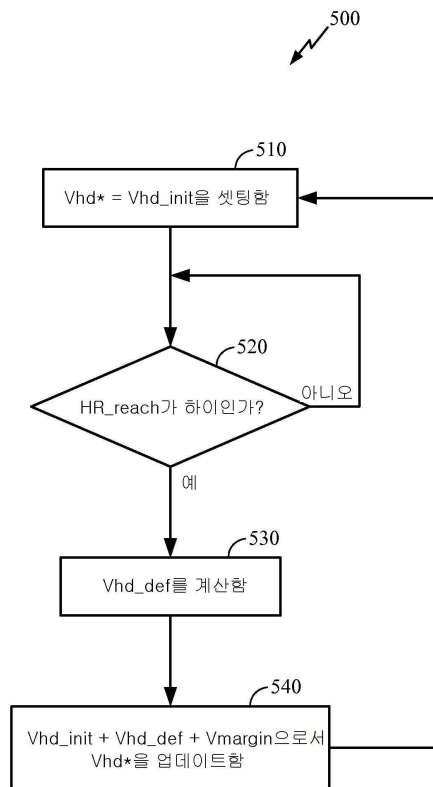 500
510
Vhd* = Vhd_init을 셋팅함
520
HR_reach가 하이인가?
아니오
예
530
Vhd_def를 계산함
540
Vhd_init + Vhd_def + Vmargin으로서
Vhd*을 업데이트함